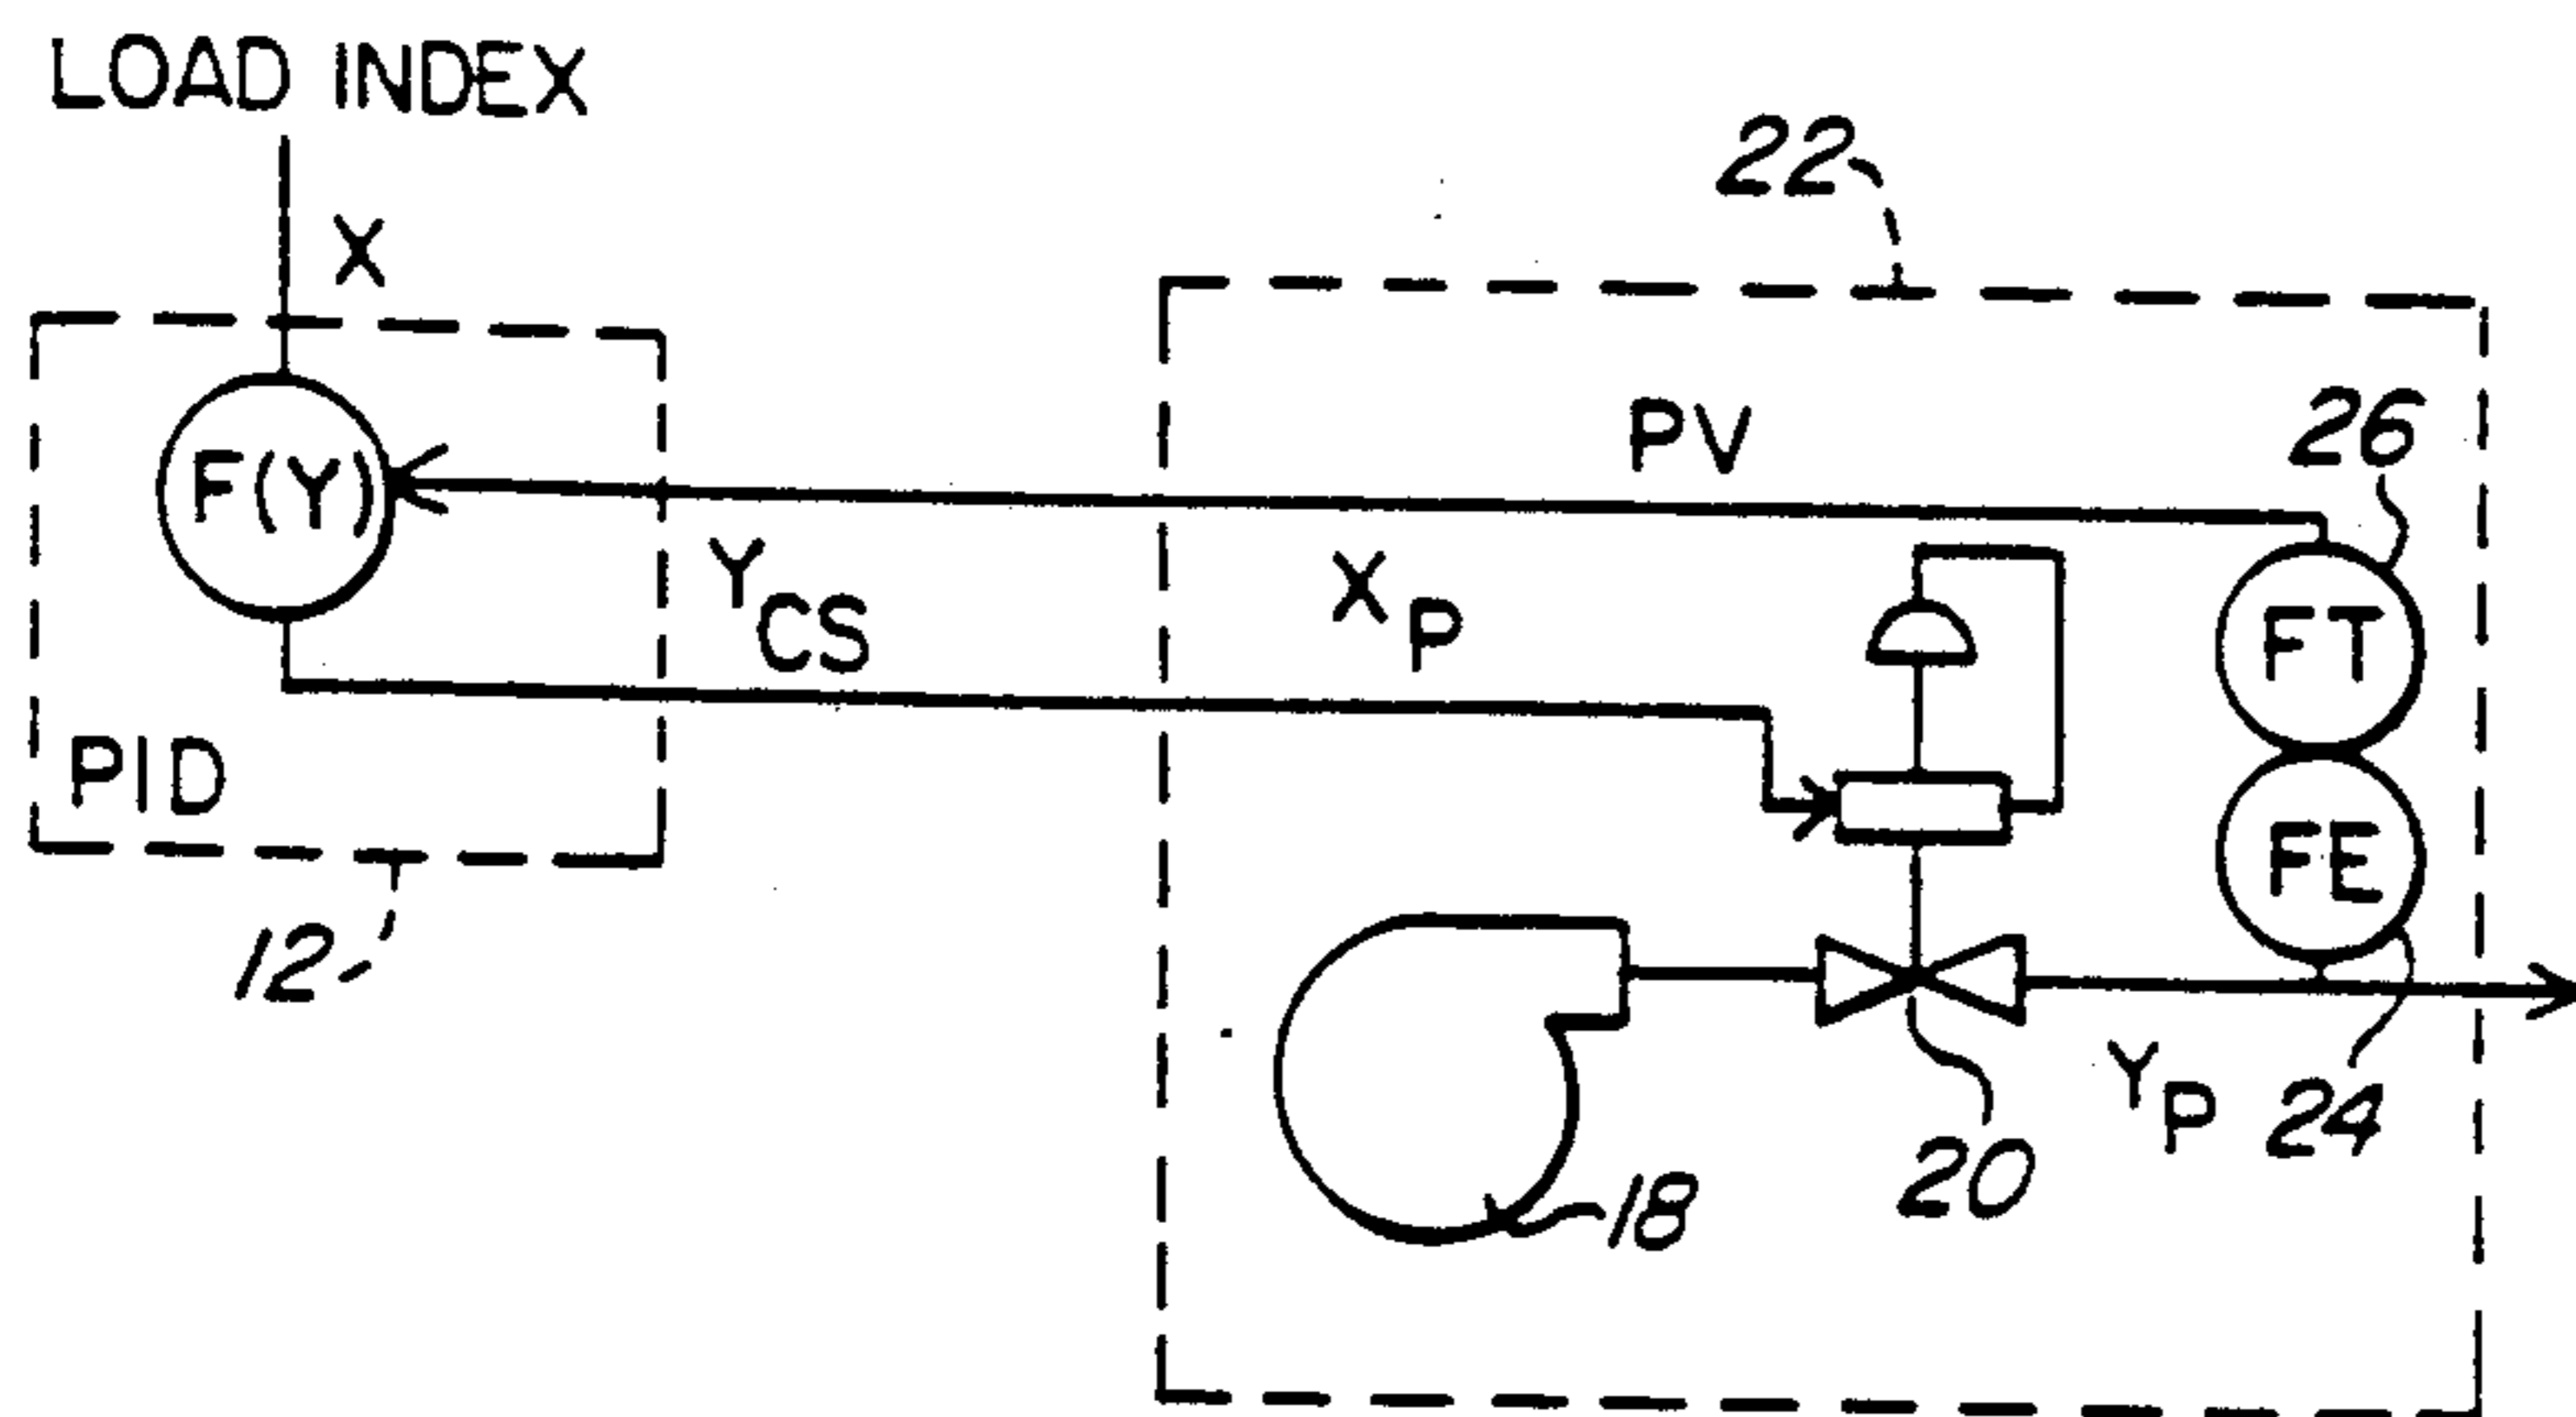 LOAD INDEX
X
22
PV
26
F(Y)
Y CS
X P
FT
PID
FE
12
Y P
24
20
18